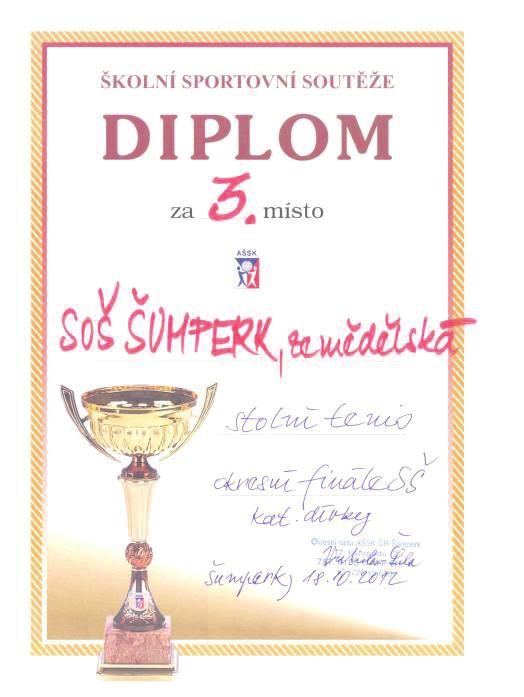 ŠKOLNÍ SPORTOVNÍ SOUTĚŽE
DIPLOM
za 3. místo
AŠSK
SOŠ ŠUMPERK, zemědělská
stolní tenis
okresní finále SŠ
kat. dívky
Okresní rada AŠSK ČR Šumperk
Šumperk, 18.10.2012